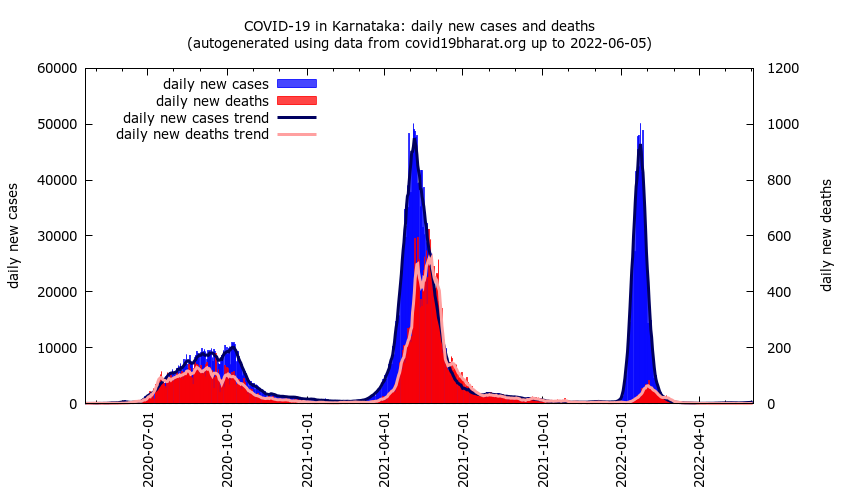 COVID-19 in Karnataka: daily new cases and deaths
(autogenerated using data from covid19bharat.org up to 2022-06-05)
daily new cases
daily new deaths
daily new cases trend
daily new deaths trend
60000
50000
40000
30000
20000
10000
0
1200
1000
800
600
400
200
0
daily new cases
daily new deaths
2020-07-01
2020-10-01
2021-01-01
2021-04-01
2021-07-01
2021-10-01
2022-01-01
2022-04-01